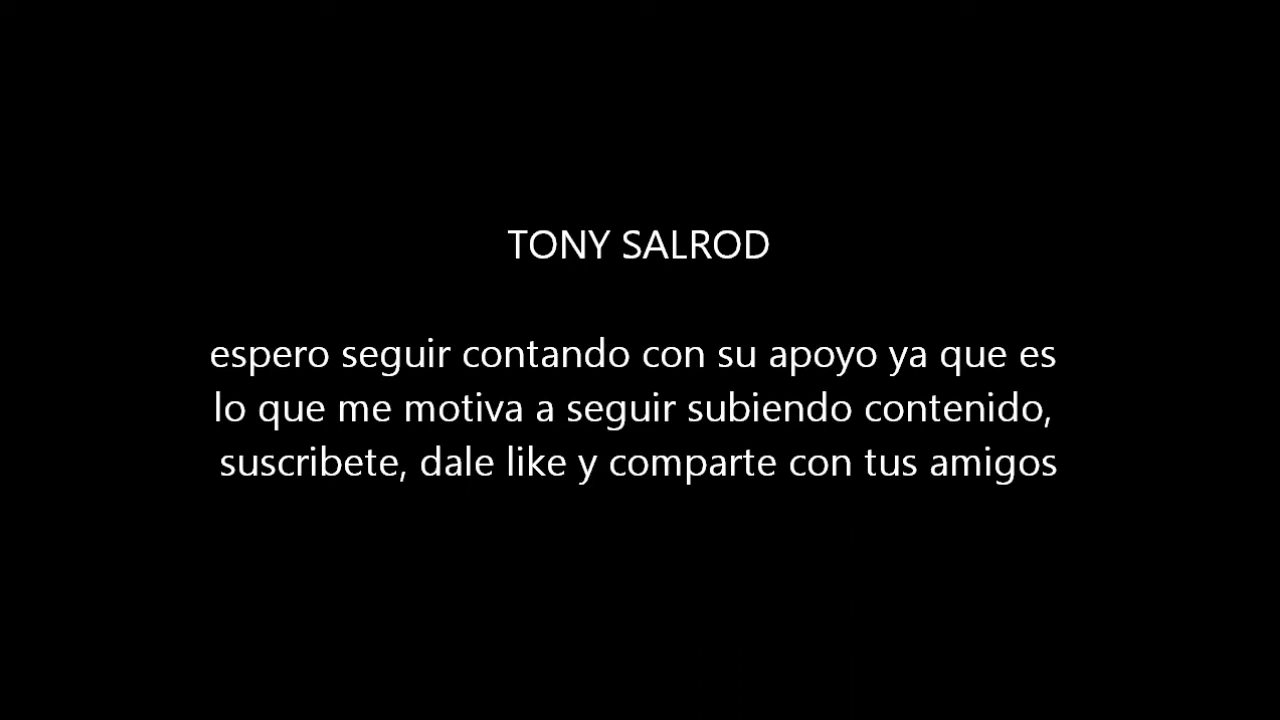 TONY SALROD
espero seguir contando con su apoyo ya que es
lo que me motiva a seguir subiendo contenido,
suscribete, dale like y comparte con tus amigos